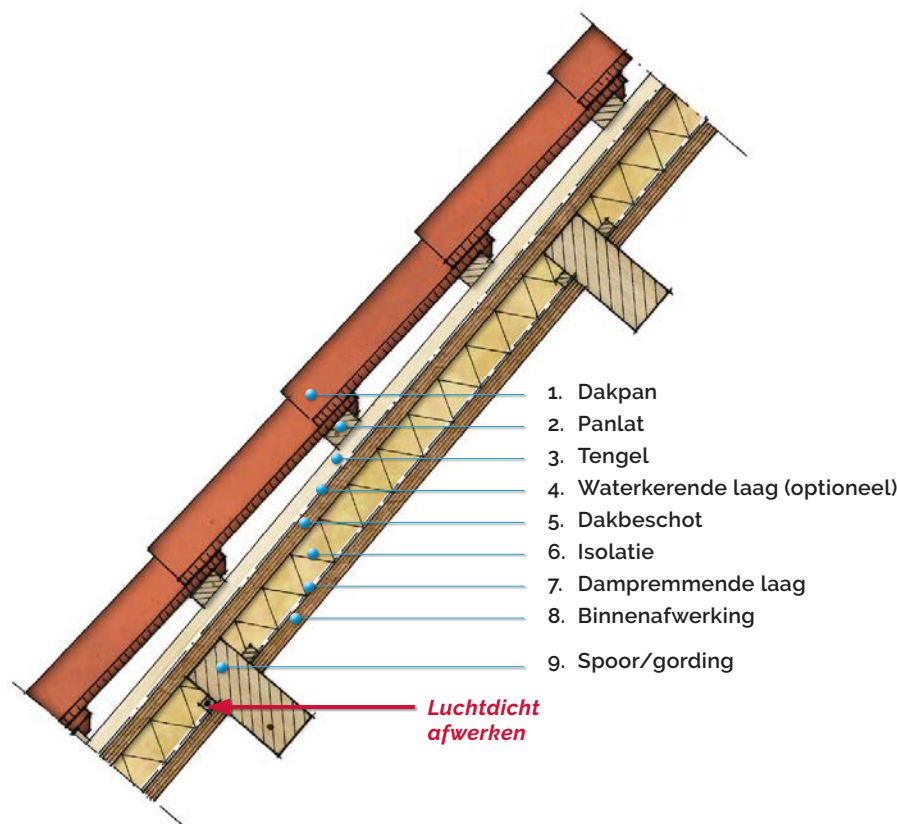 1. Dakpan
2. Panlat
3. Tengel
4. Waterkerende laag (optioneel)
5. Dakbeschot
6. Isolatie
7. Dampremmende laag
8. Binnenafwerking
9. Spoor/gording
Luchtdicht
afwerken